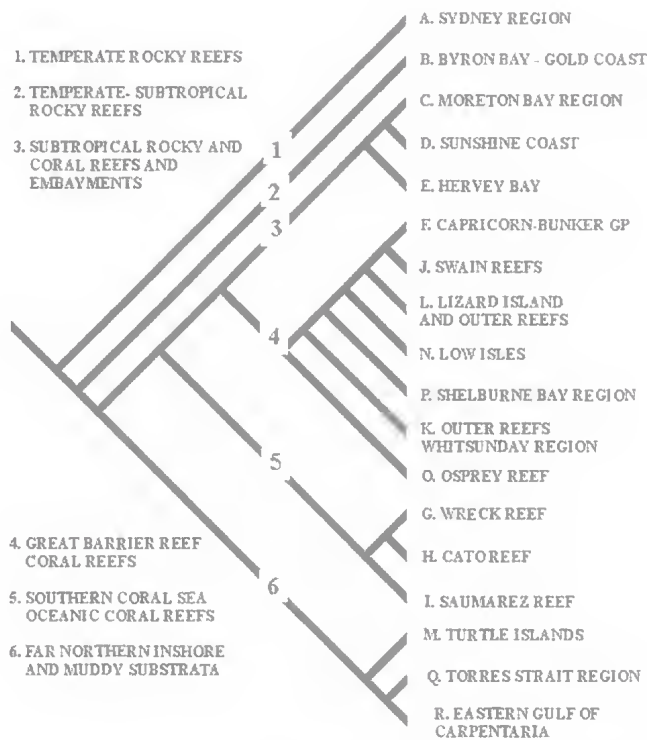 A. SYDNEY REGION
1. TEMPERATE ROCKY REEFS
B. BYRON BAY - GOLD COAST
2. TEMPERATE- SUBTROPICAL
ROCKY REEFS
C. MORETON BAY REGION
3. SUBTROPICAL ROCKY AND
CORAL REEFS AND
EMBAYMENTS
D. SUNSHINE COAST
E. HERVEY BAY
1
2
3
F. CAPRICORN-BUNKER GP
J. SWAIN REEFS
L. LIZARD ISLAND
AND OUTER REEFS
4
N. LOW ISLES
P. SHELBURNE BAY REGION
K. OUTER REEFS
WHITSUNDAY REGION
5
O. OSPREY REEF
G. WRECK REEF
H. CATO REEF
6
I. SAUMAREZ REEF
4. GREAT BARRIER REEF
CORAL REEFS
5. SOUTHERN CORAL SEA
OCEANIC CORAL REEFS
6. FAR NORTHERN INSHORE
AND MUDDY SUBSTRATA
M. TURTLE ISLANDS
Q. TORRES STRAIT REGION
R. EASTERN GULF OF
CARPENTARIA